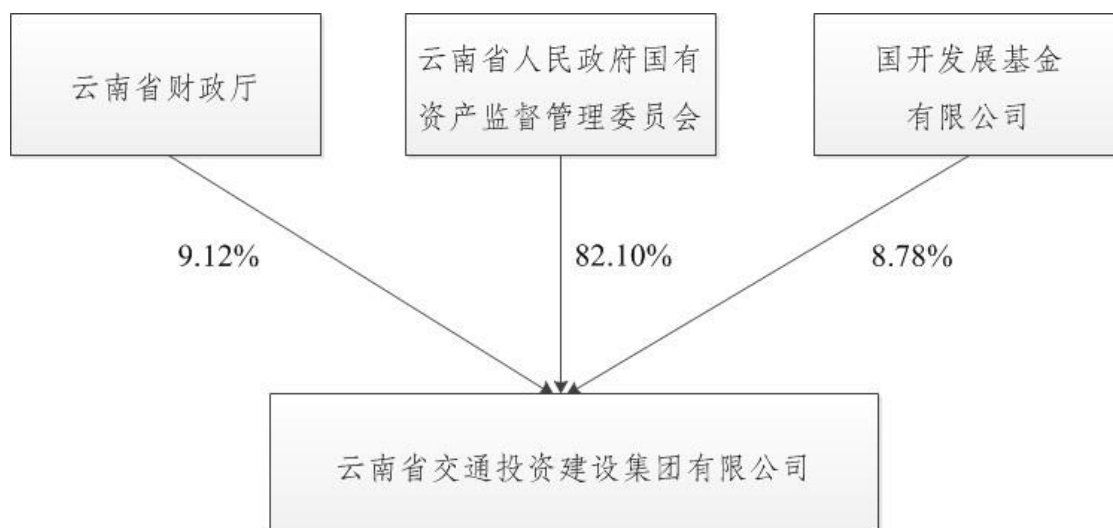 云南省财政厅
云南省人民政府国有
资产监督管理委员会
国开发展基金
有限公司
9.12%
82.10%
8.78%
云南省交通投资建设集团有限公司